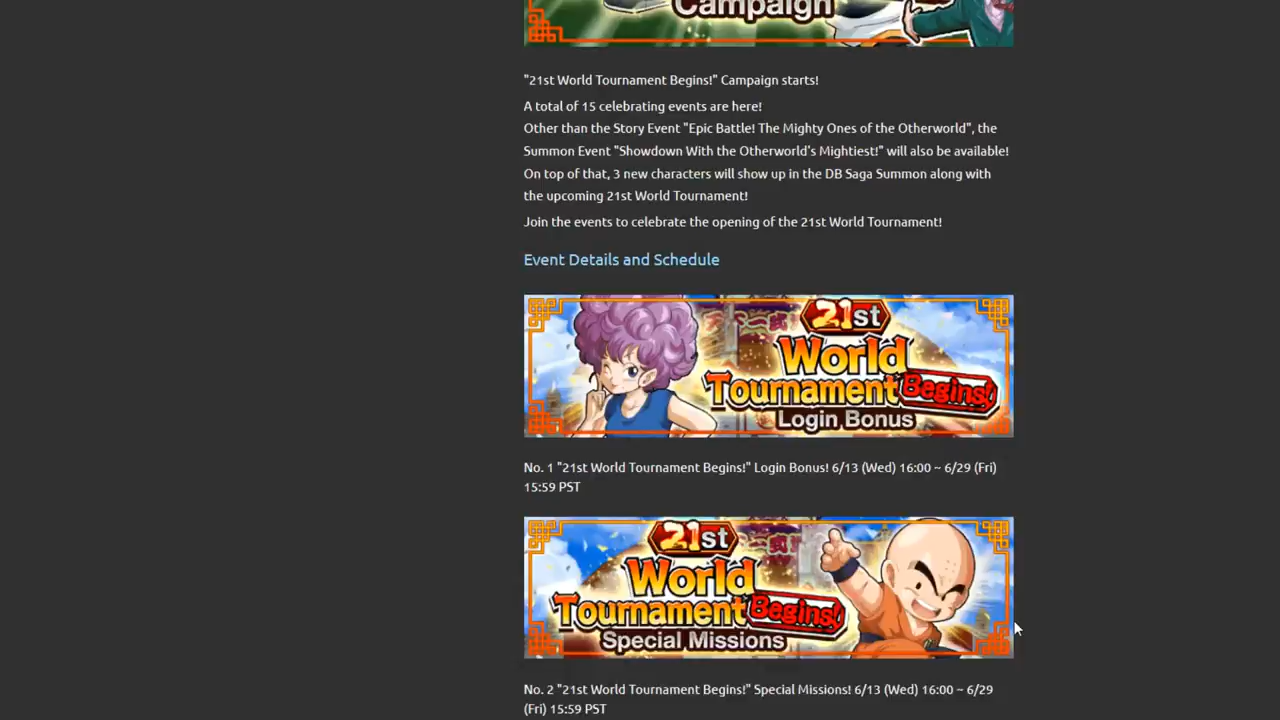 Campaign
"21st World Tournament Begins!" Campaign starts!
A total of 15 celebrating events are here!
Other than the Story Event "Epic Battle! The Mighty Ones of the Otherworld", the
Summon Event "Showdown With the Otherworld's Mightiest!" will also be available!
On top of that, 3 new characters will show up in the DB Saga Summon along with
the upcoming 21st World Tournament!
Join the events to celebrate the opening of the 21st World Tournament!
Event Details and Schedule
21st
World
Tournament Begins!
Login Bonus
No. 1 "21st World Tournament Begins!" Login Bonus! 6/13 (Wed) 16:00 ~ 6/29 (Fri)
15:59 PST
21st
World
Tournament Begins!
Special Missions
No. 2 "21st World Tournament Begins!" Special Missions! 6/13 (Wed) 16:00 ~ 6/29
(Fri) 15:59 PST